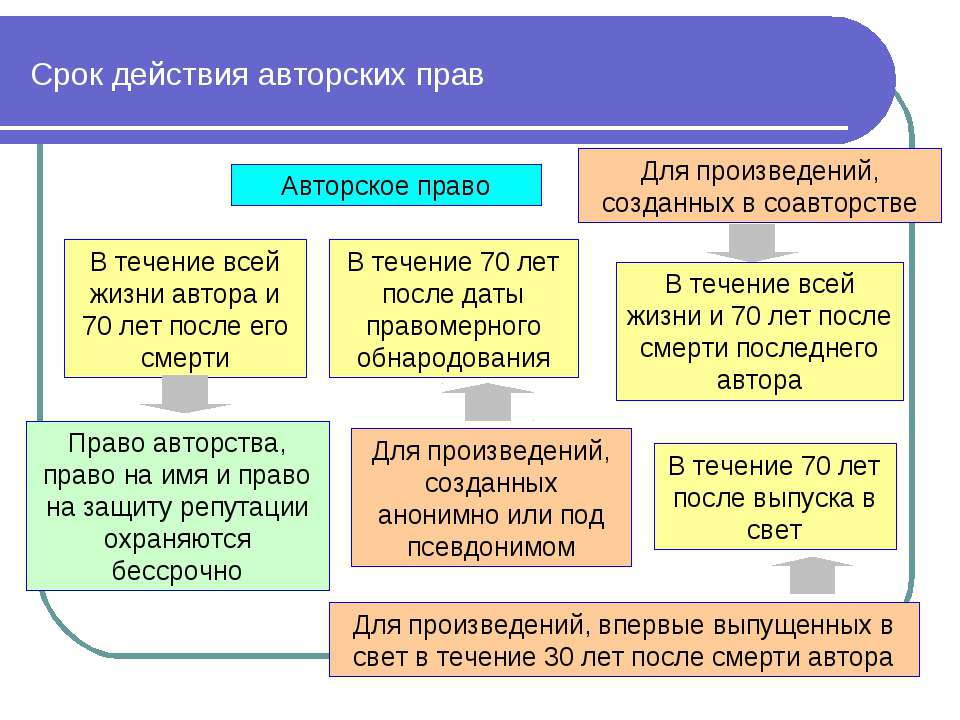 Срок действия авторских прав
Авторское право
Для произведений,
созданных в соавторстве
В течение всей
жизни автора и
70 лет после его
смерти
В течение 70 лет
после даты
правомерного
обнародования
В течение всей
жизни и 70 лет после
смерти последнего
автора
Право авторства,
право на имя и право
на защиту репутации
охраняются
бессрочно
Для произведений,
созданных
анонимно или под
псевдонимом
В течение 70 лет
после выпуска в
свет
Для произведений, впервые выпущенных в
свет в течение 30 лет после смерти автора